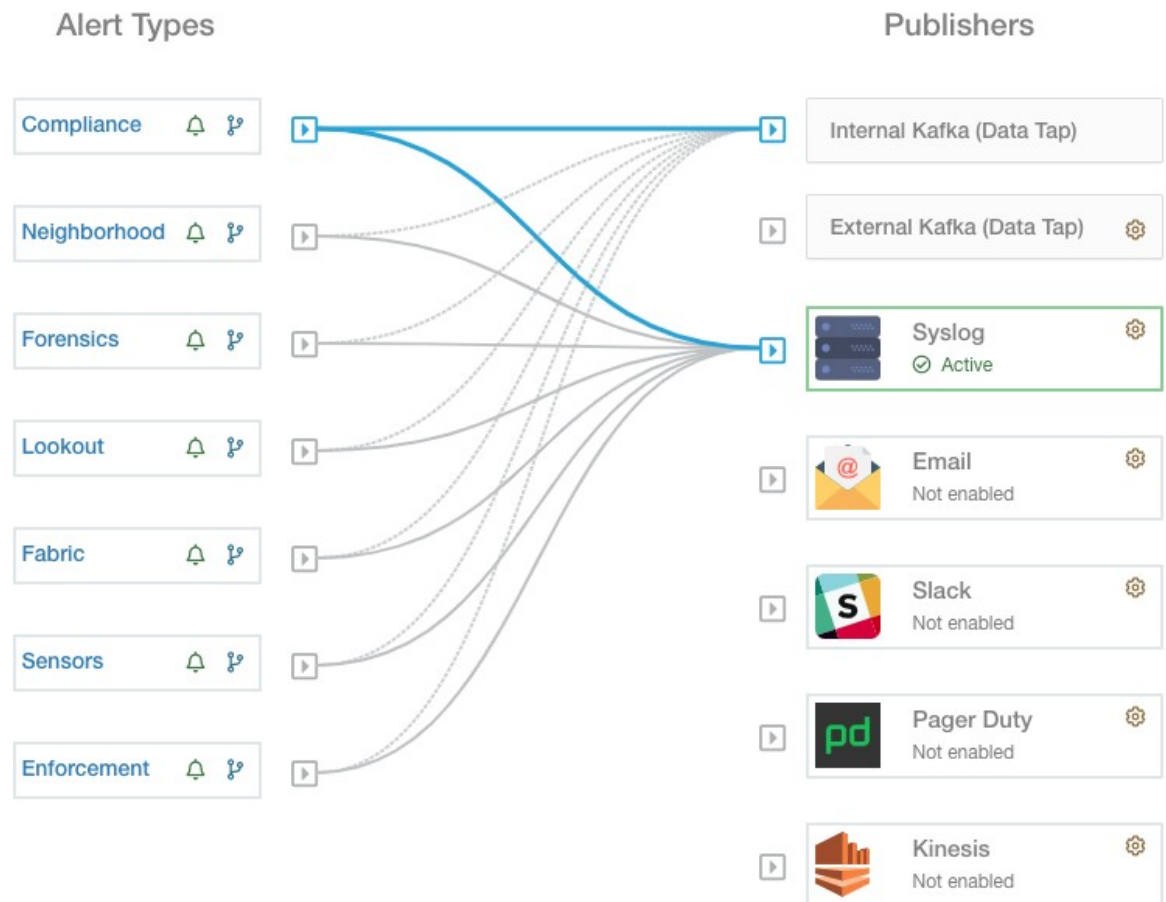 Alert Types
Publishers
Compliance
Neighborhood
Forensics
Lookout
Fabric
Sensors
Enforcement
Internal Kafka (Data Tap)
External Kafka (Data Tap)
Syslog
Active
@
Email
Not enabled
S
Slack
Not enabled
pd
Pager Duty
Not enabled
Kinesis
Not enabled